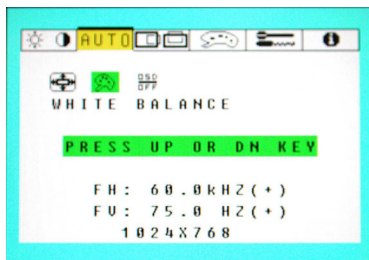 AUTO
OSD
OFF
WHITE BALANCE
PRESS UP OR DN KEY
FH: 60.0kHZ(+)
FV: 75.0 HZ(+)
1024X768